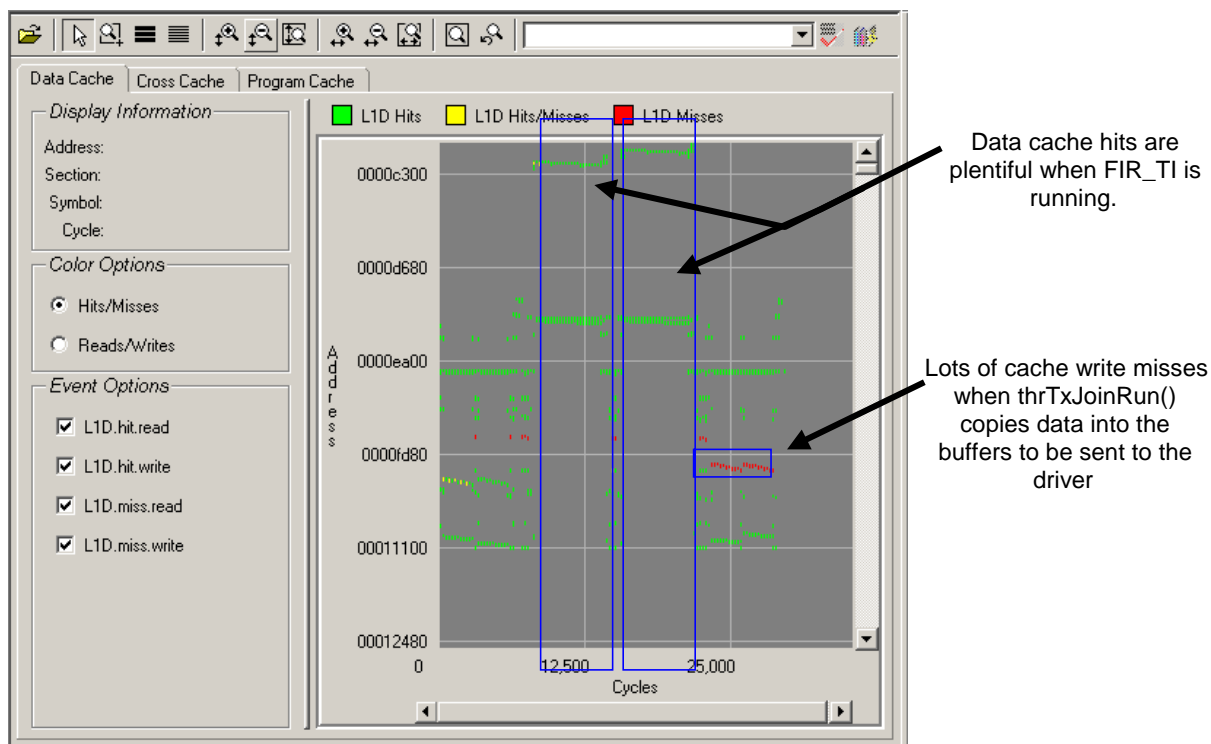 Data Cache
Cross Cache
Program Cache
Display Information
Address:
Section:
Symbol:
Cycle:
Color Options
Hits/Misses
Reads/Writes
Event Options
L1D.hit.read
L1D.hit.write
L1D.miss.read
L1D.miss.write
L1D Hits
L1D Hits/Misses
L1D Misses
Address
0000c300
0000d680
0000ea00
0000fd80
00011100
00012480
0
12,500
25,000
Cycles
Data cache hits are
plentiful when FIR_TI is
running.
Lots of cache write misses
when thrTxJoinRun()
copies data into the
buffers to be sent to the
driver